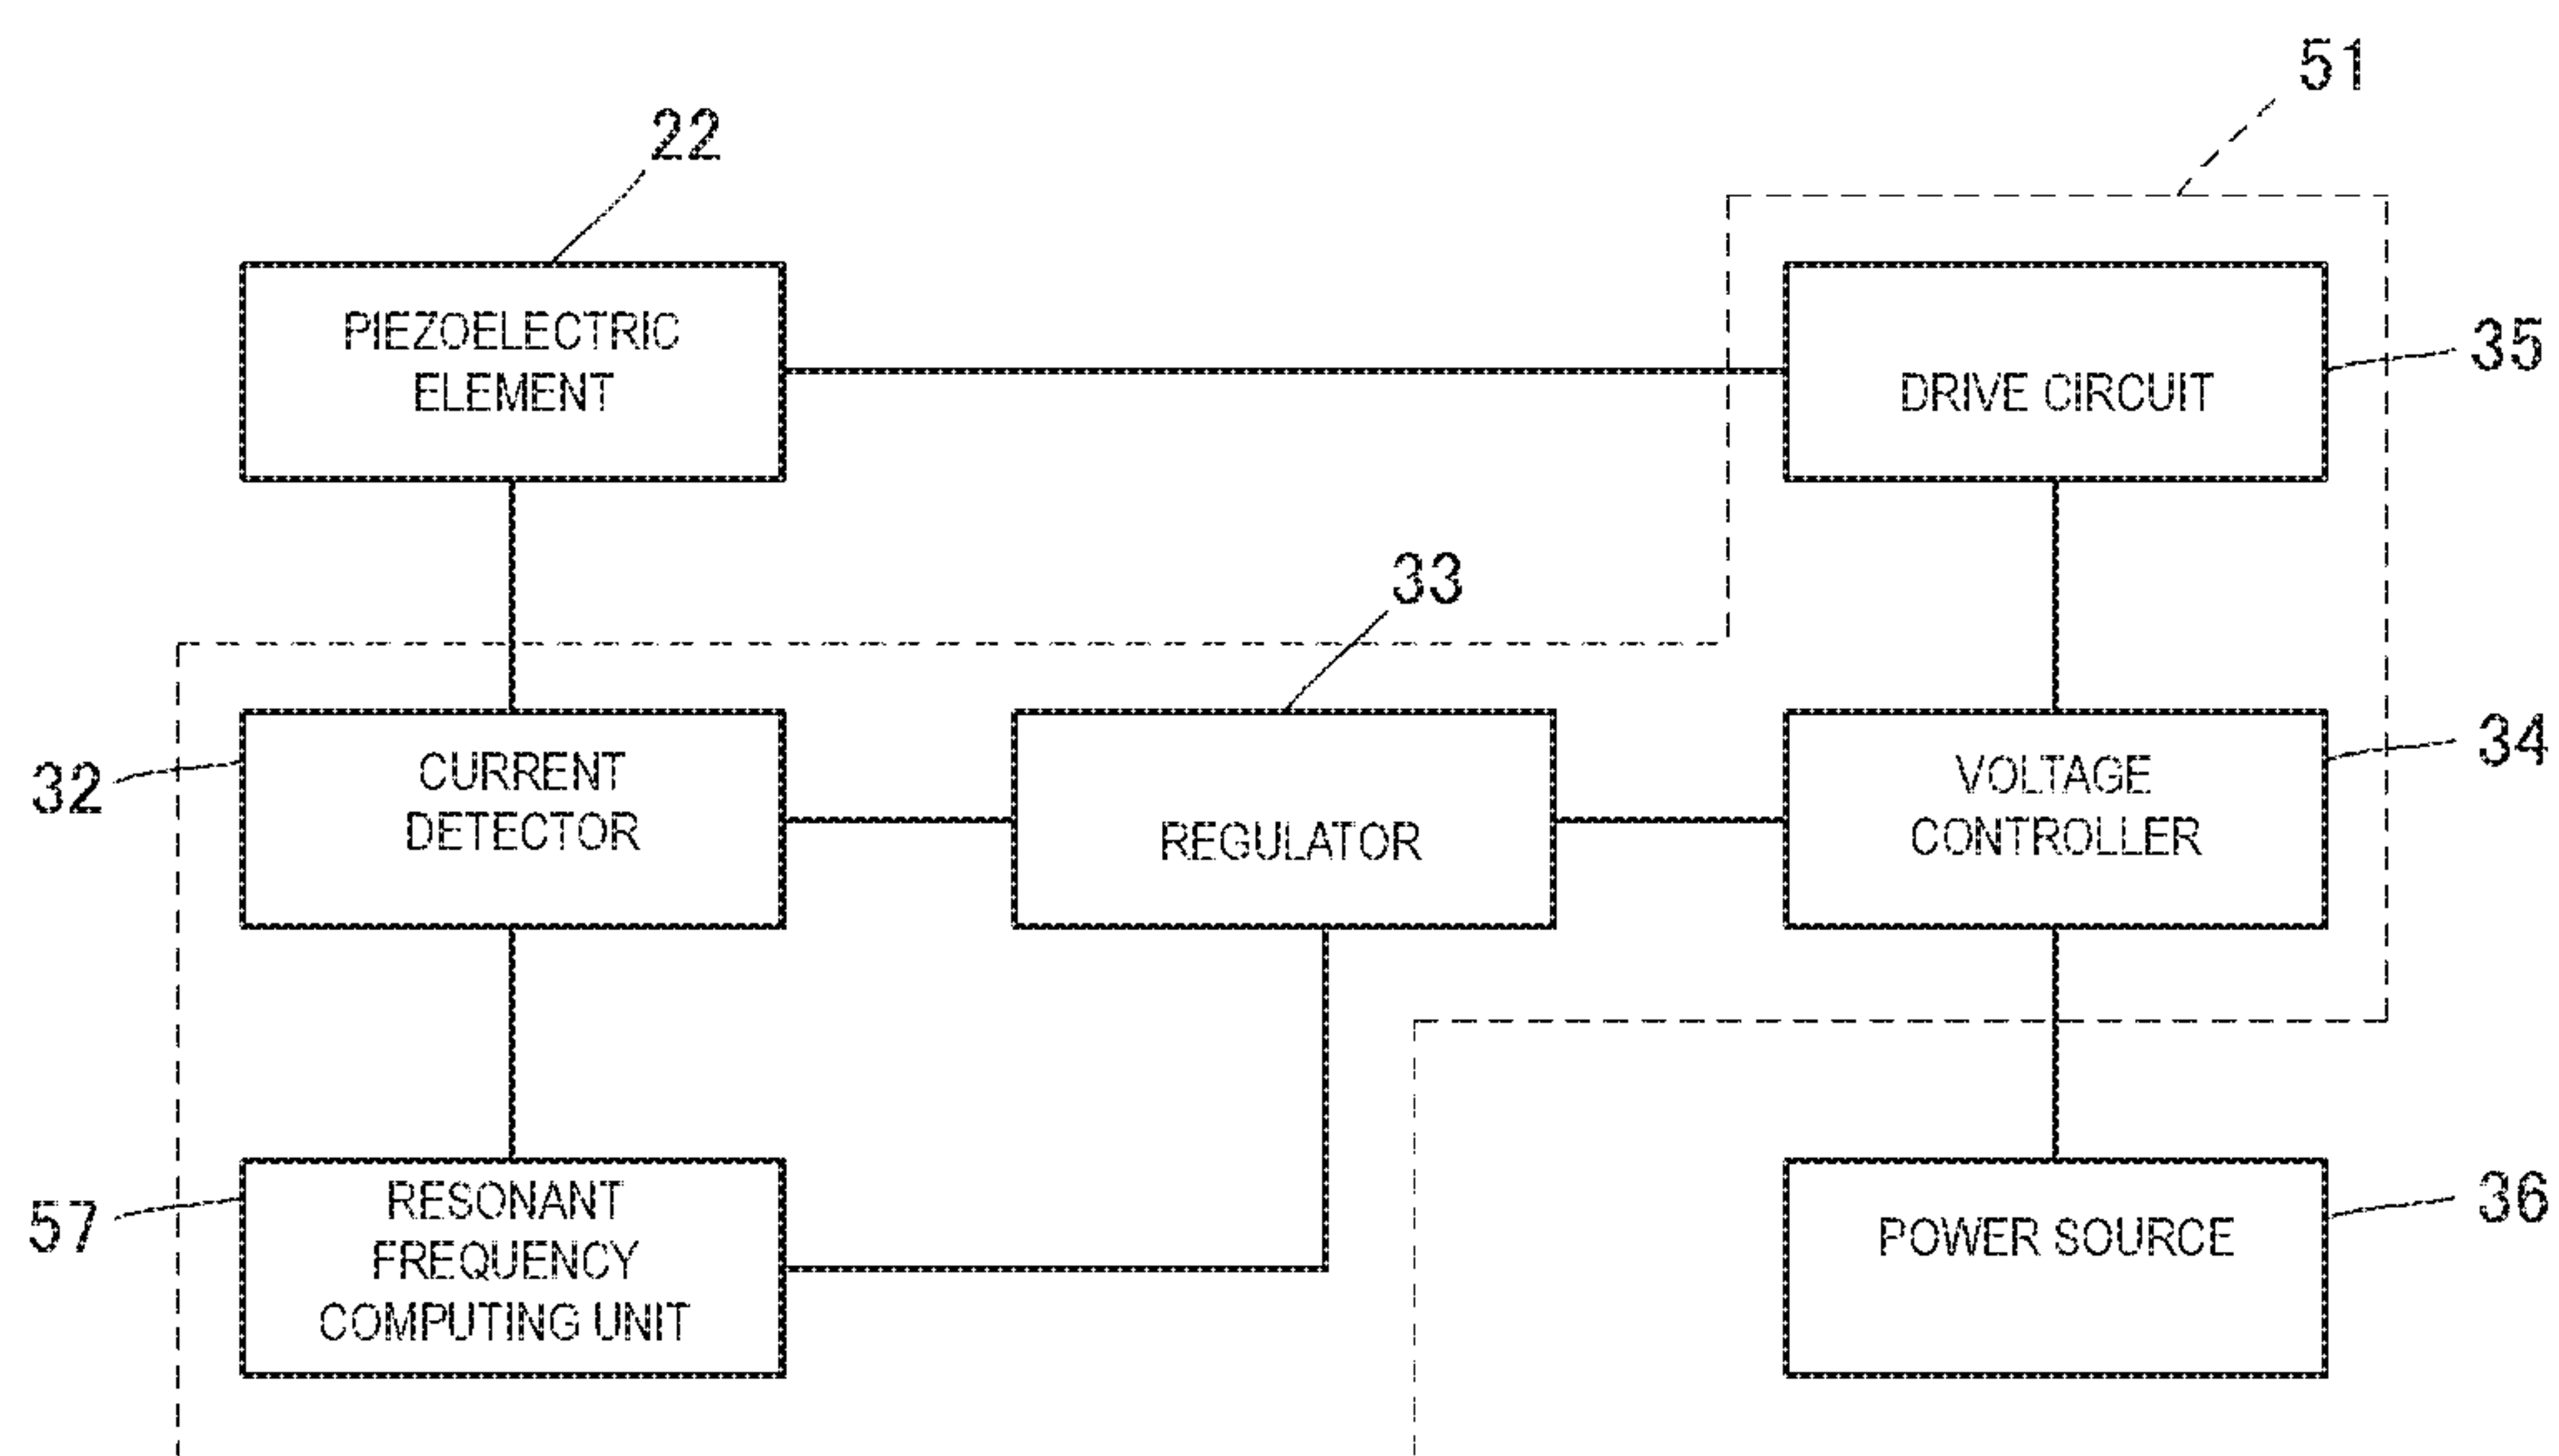 51
22
PIEZOELECTRIC
ELEMENT
DRIVE CIRCUIT
35
33
32
CURRENT
DETECTOR
REGULATOR
VOLTAGE
CONTROLLER
34
57
RESONANT
FREQUENCY
COMPUTING UNIT
POWER SOURCE
36